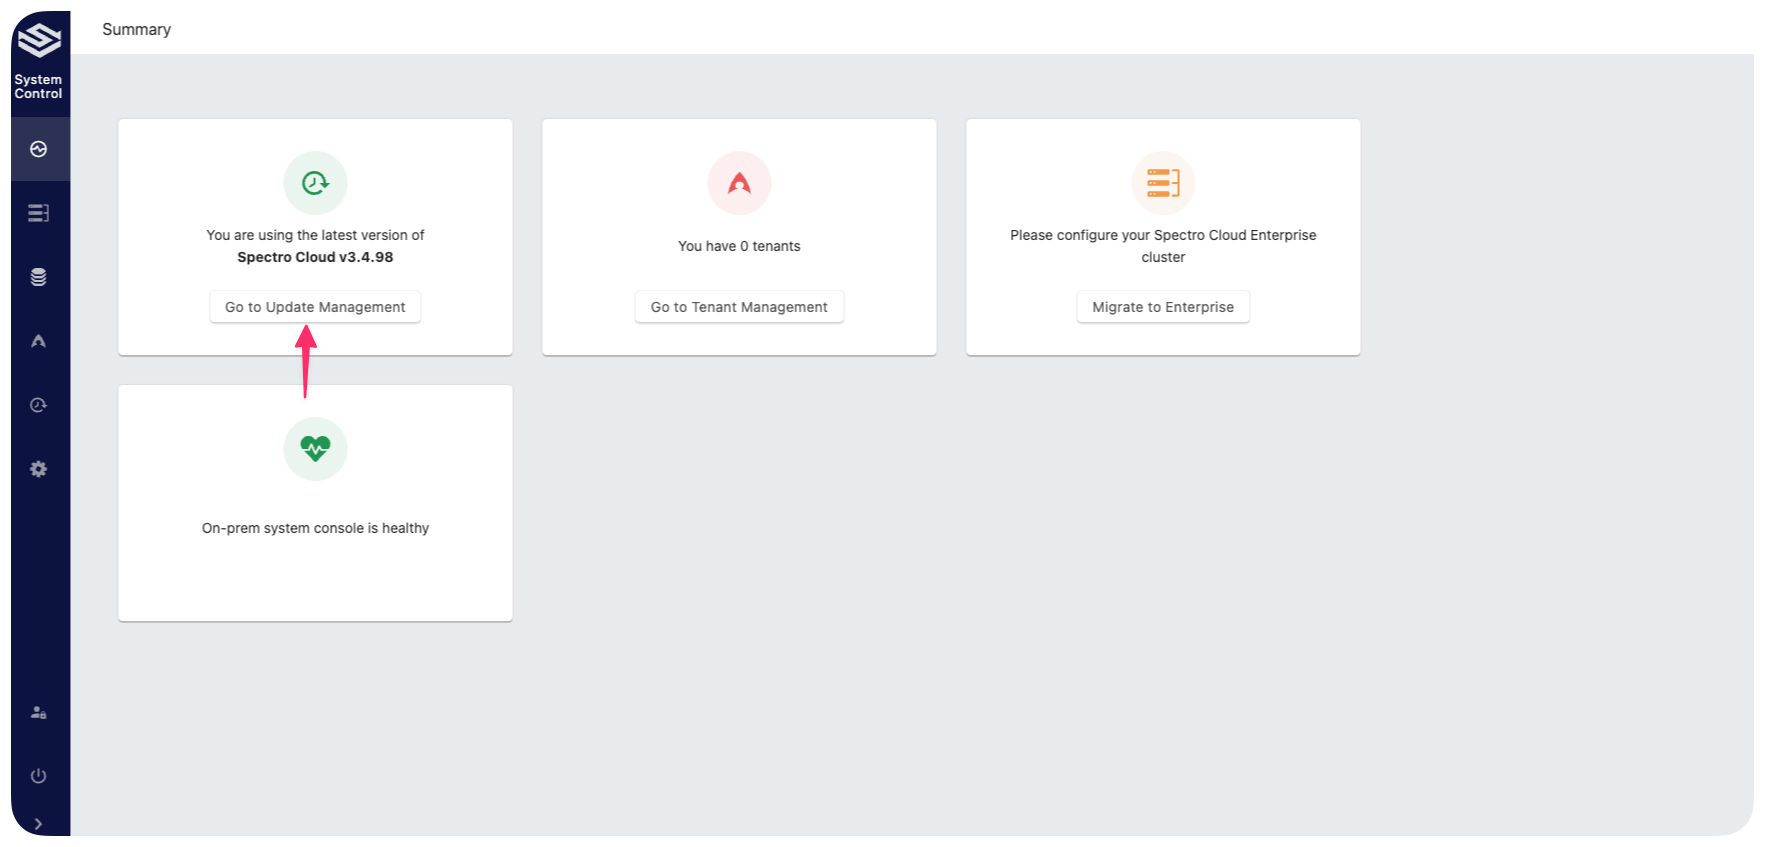 Summary
System
Control
You are using the latest version of
Spectro Cloud v3.4.98
Go to Update Management
You have 0 tenants
Go to Tenant Management
Please configure your Spectro Cloud Enterprise
cluster
Migrate to Enterprise
On-prem system console is healthy